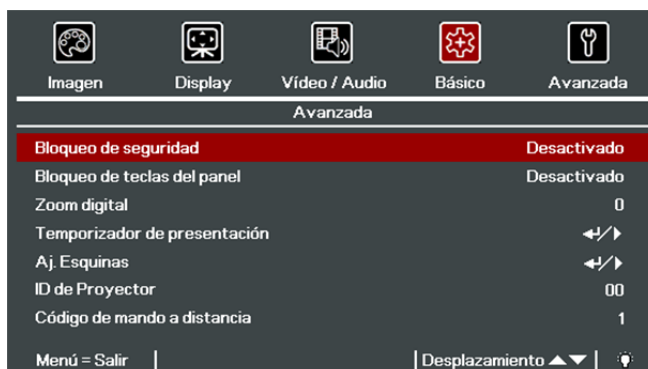 Imagen Display Vídeo / Audio Básico Avanzada
Avanzada
Bloqueo de seguridad Desactivado
Bloqueo de teclas del panel Desactivado
Zoom digital 0
Temporizador de presentación
Aj. Esquinas
ID de Proyector 00
Código de mando a distancia 1
Menú = Salir Desplazamiento